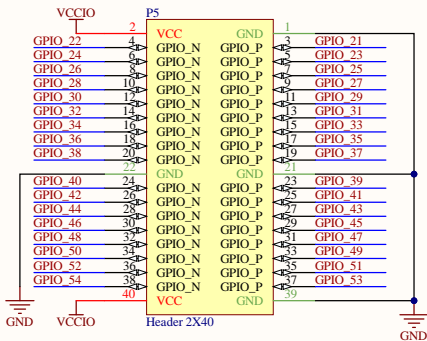 VCCIO P5
2 VCC GND 1
GPIO_22 4 GPIO_N GPIO_P 3 GPIO_21
GPIO_24 6 GPIO_N GPIO_P 5 GPIO_23
GPIO_26 8 GPIO_N GPIO_P 7 GPIO_25
GPIO_28 10 GPIO_N GPIO_P 9 GPIO_27
GPIO_30 12 GPIO_N GPIO_P 11 GPIO_29
GPIO_32 14 GPIO_N GPIO_P 13 GPIO_31
GPIO_34 16 GPIO_N GPIO_P 15 GPIO_33
GPIO_36 18 GPIO_N GPIO_P 17 GPIO_35
GPIO_38 20 GPIO_N GPIO_P 19 GPIO_37
22 GND GND 21
GPIO_40 24 GPIO_N GPIO_P 23 GPIO_39
GPIO_42 26 GPIO_N GPIO_P 25 GPIO_41
GPIO_44 28 GPIO_N GPIO_P 27 GPIO_43
GPIO_46 30 GPIO_N GPIO_P 29 GPIO_45
GPIO_48 32 GPIO_N GPIO_P 31 GPIO_47
GPIO_50 34 GPIO_N GPIO_P 33 GPIO_49
GPIO_52 36 GPIO_N GPIO_P 35 GPIO_51
GPIO_54 38 GPIO_N GPIO_P 37 GPIO_53
40 VCC GND 39
GND VCCIO Header 2X40 GND